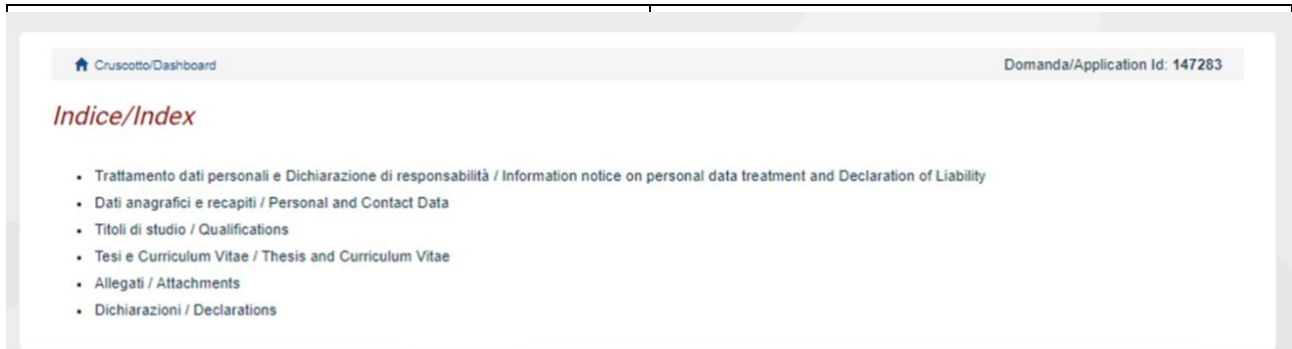 Cruscotto/Dashboard
Domanda/Application Id: 147283
Indice/Index
Trattamento dati personali e Dichiarazione di responsabilità / Information notice on personal data treatment and Declaration of Liability
Dati anagrafici e recapiti / Personal and Contact Data
Titoli di studio / Qualifications
Tesi e Curriculum Vitae / Thesis and Curriculum Vitae
Allegati / Attachments
Dichiarazioni / Declarations